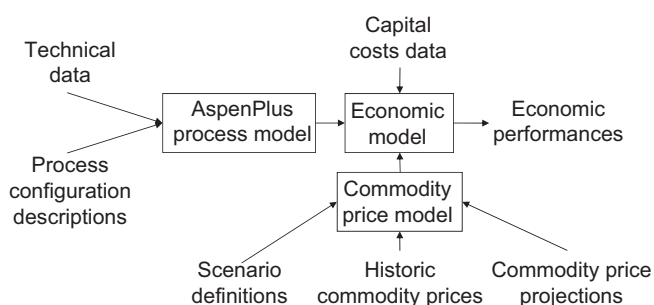 Capital
costs data
Technical
data
AspenPlus
process model
Economic
model
Economic
performances
Process
configuration
descriptions
Commodity
price model
Scenario
definitions
Historic
commodity prices
Commodity price
projections